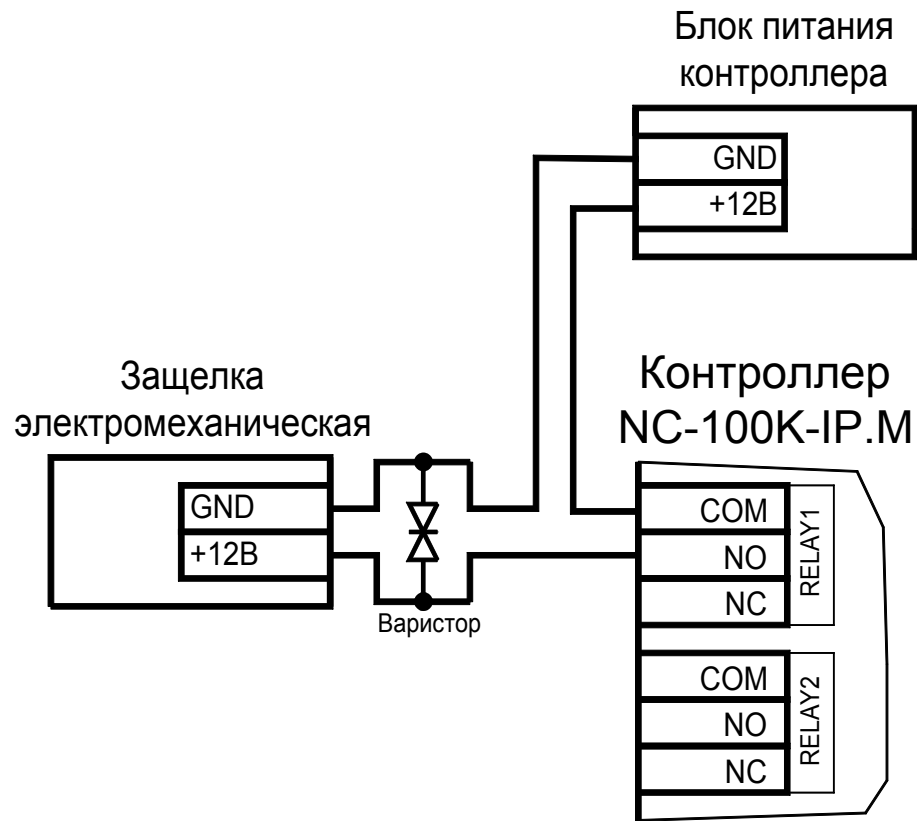 Блок питания
контроллера
GND
+12В
Защелка
электромеханическая
GND
+12В
Варистор
Контроллер
NC-100K-IP.M
COM
NO
NC
RELAY1
COM
NO
NC
RELAY2